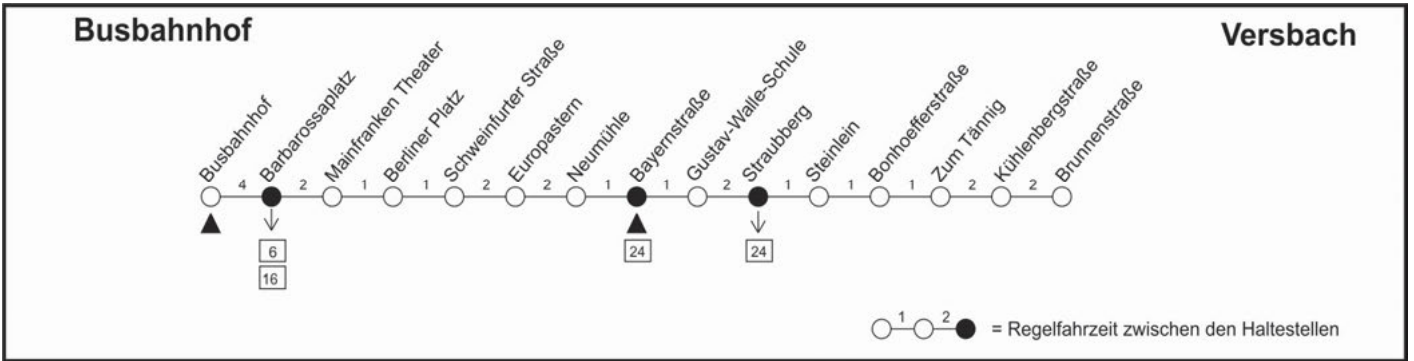 Busbahnhof
Versbach
Busbahnhof
Barbarossaplatz
Mainfranken Theater
Berliner Platz
Schweinfurter Straße
Europastern
Neumühle
Bayernstraße
Gustav-Walle-Schule
Straubberg
Steinlein
Bonhoefferstraße
Zum Tännig
Kühlenbergstraße
Brunnenstraße
4 2 1 1 2 2 1 1 2 1 1 1 2 2
6 24 24
16
1 2 = Regelfahrzeit zwischen den Haltestellen